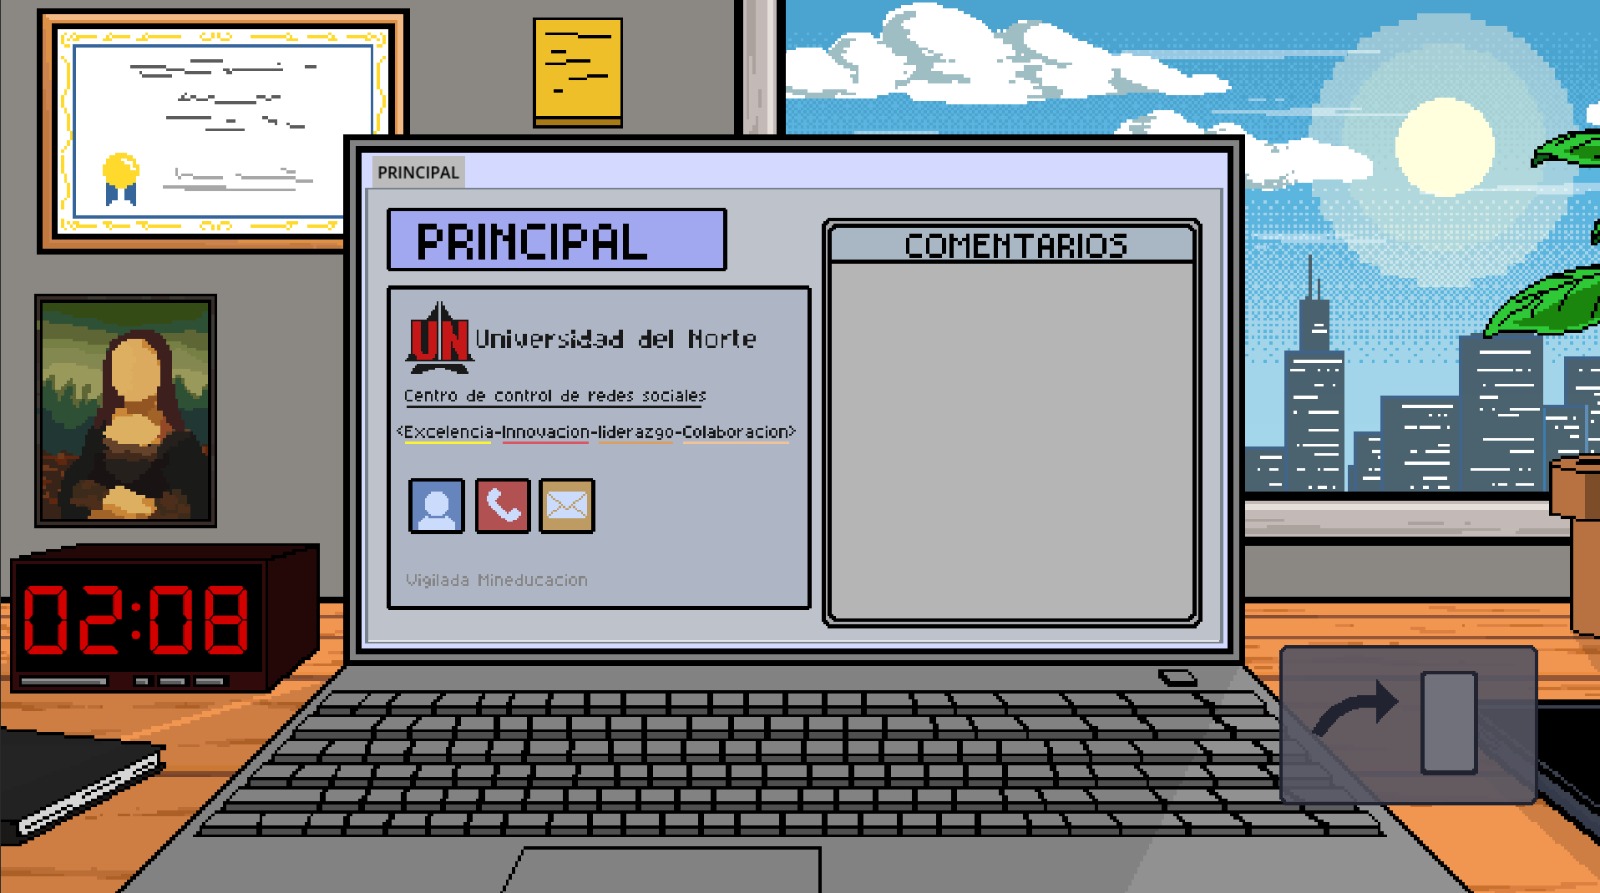 PRINCIPAL
PRINCIPAL
COMENTARIOS
UN Universidad del Norte
Centro de control de redes sociales
<Excelencia-Innovacion-liderazgo-Colaboracion>
Vigilada Mineducacion
02:08